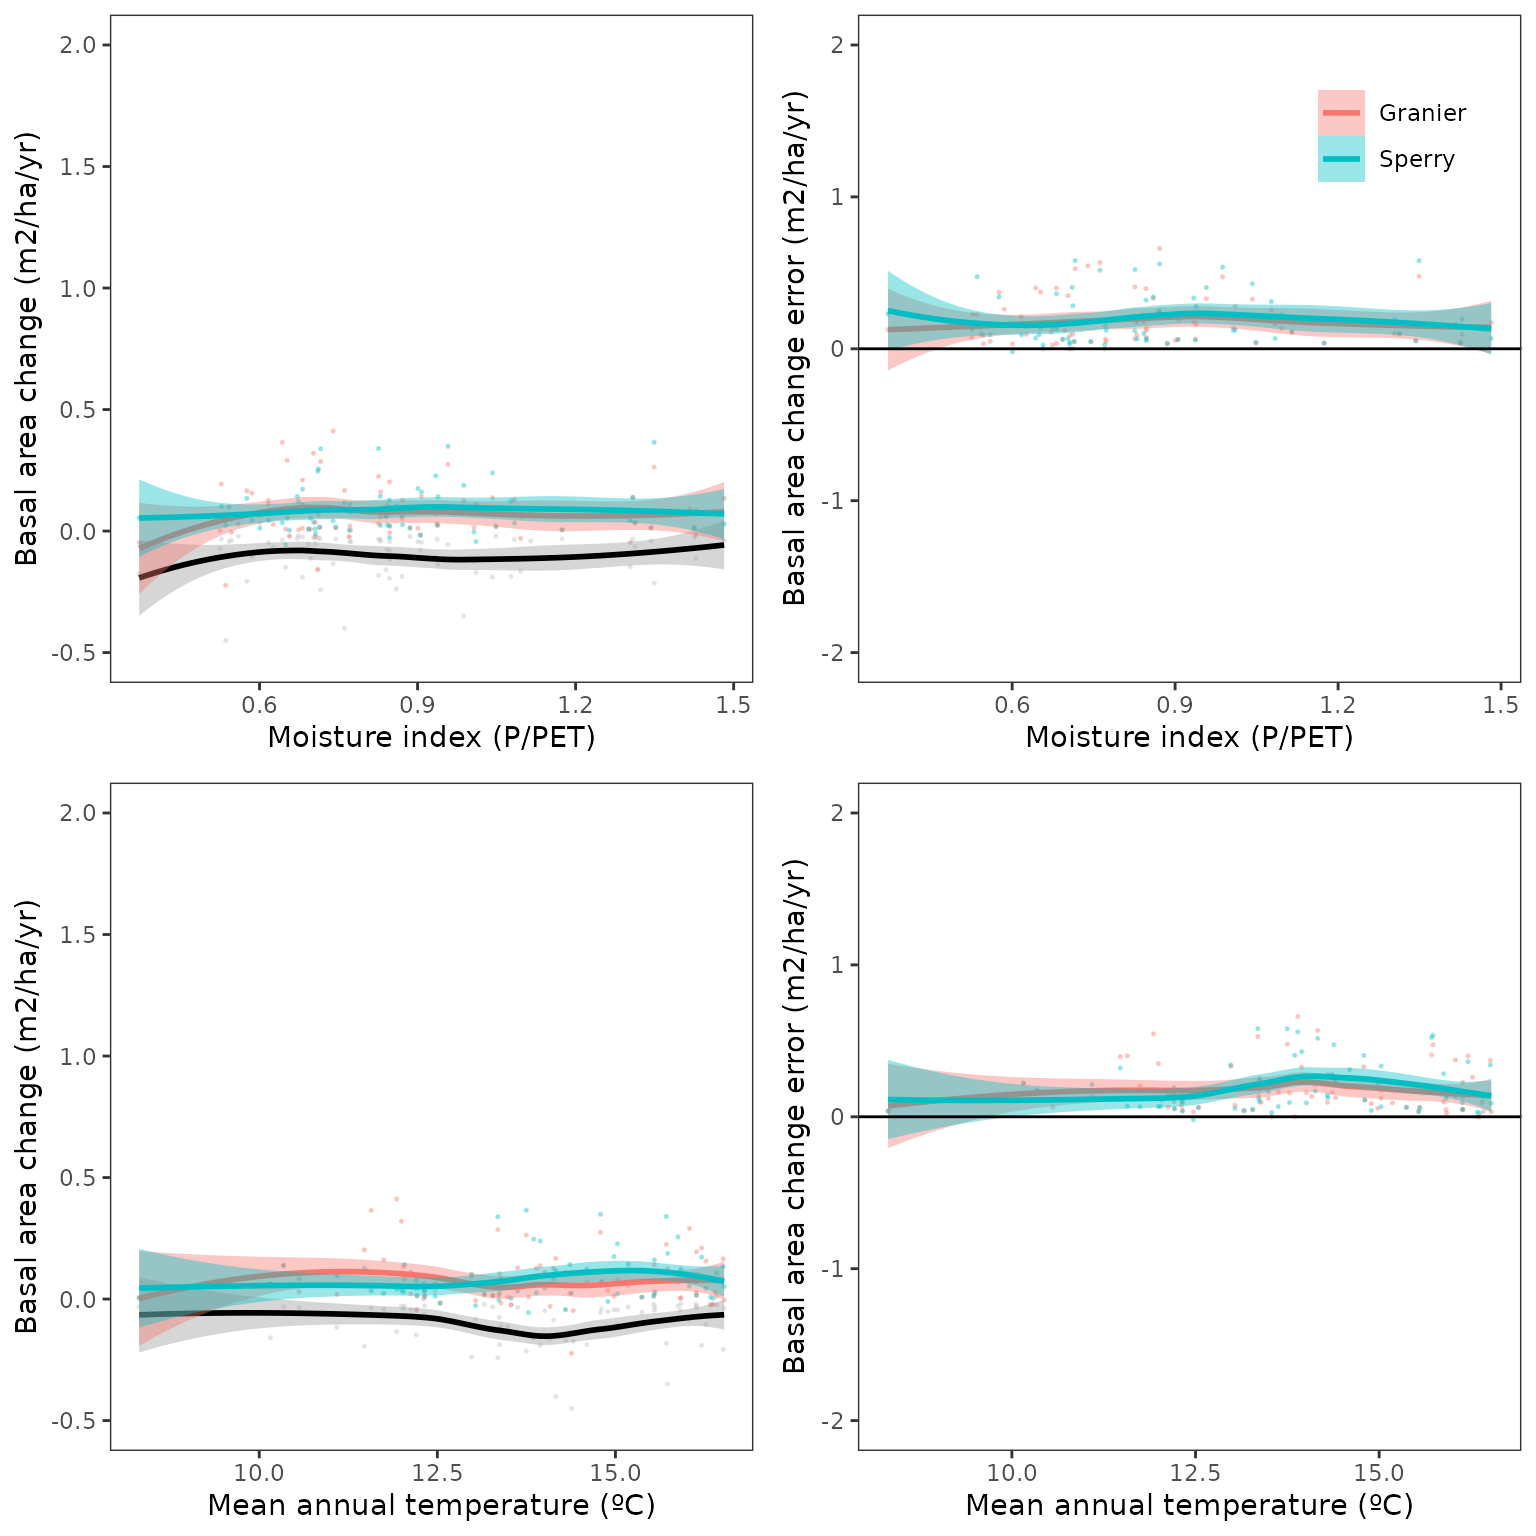 Basal area change (m2/ha/yr)
2.0
1.5
1.0
0.5
0.0
-0.5
0.6 0.9 1.2 1.5
Moisture index (P/PET)
Basal area change error (m2/ha/yr)
2
1
0
-1
-2
Granier
Sperry
0.6 0.9 1.2 1.5
Moisture index (P/PET)
Basal area change (m2/ha/yr)
2.0
1.5
1.0
0.5
0.0
-0.5
10.0 12.5 15.0
Mean annual temperature (ºC)
Basal area change error (m2/ha/yr)
2
1
0
-1
-2
10.0 12.5 15.0
Mean annual temperature (ºC)